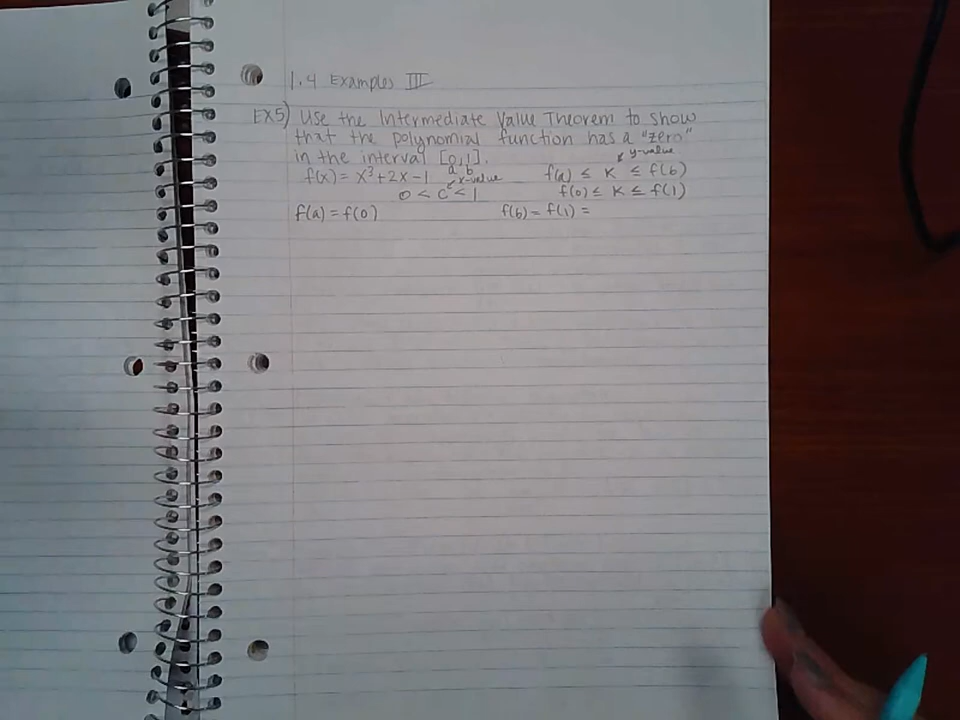 1.4 Examples III
EX5) Use the Intermediate Value Theorem to show
that the polynomial function has a "zero"
in the interval [0,1].
a b
y-value
f(x) = x³+2x-1
x-value
f(a) ≤ K ≤ f(b)
0 < c < 1
f(0) ≤ K ≤ f(1)
f(a) = f(0)
f(b) = f(1) =